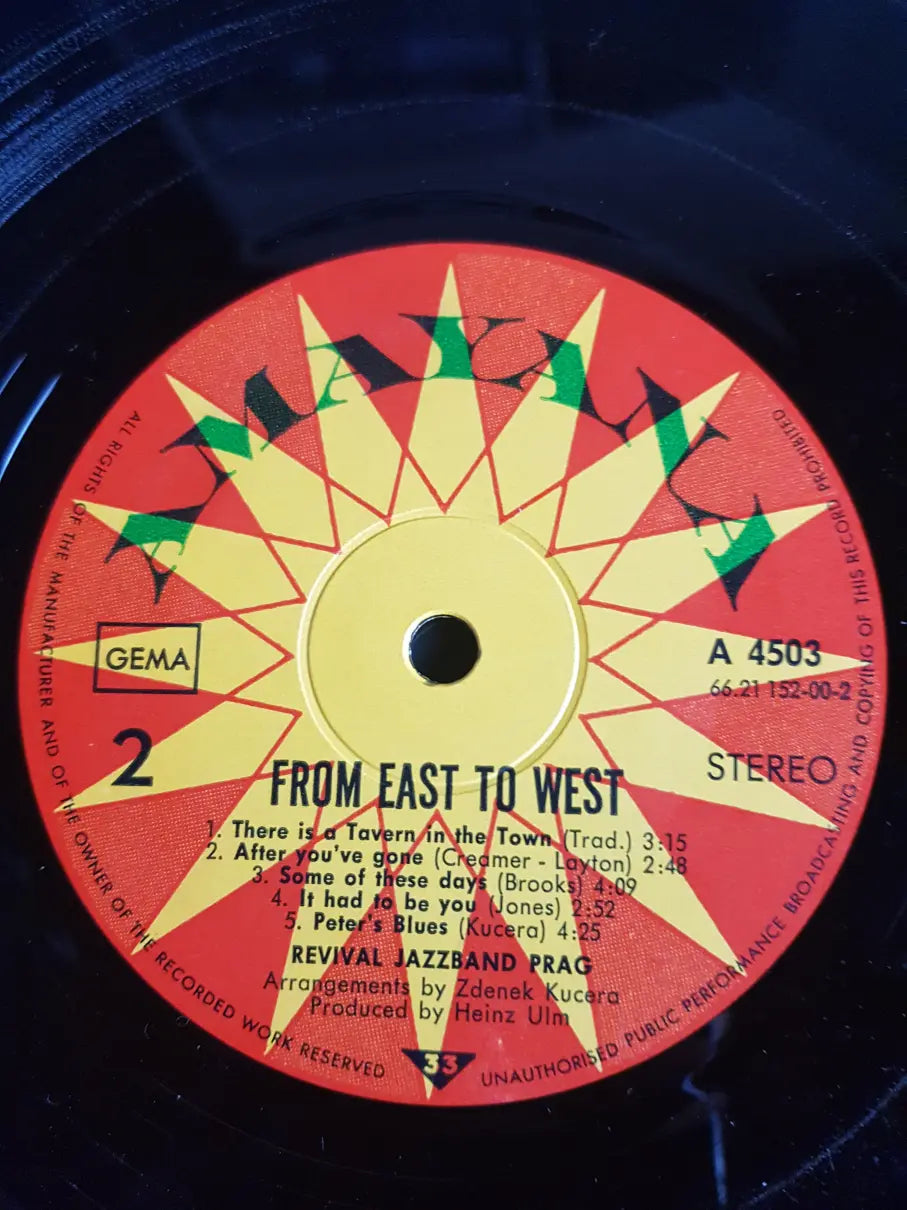 AMAYANA
GEMA
2
A 4503
66.21 152-00-2
STEREO
FROM EAST TO WEST
1. There is a Tavern in the Town (Trad.) 3:15
2. After you've gone (Creamer - Layton) 2:48
3. Some of these days (Brooks) 4:09
4. It had to be you (Jones) 2:52
5. Peter's Blues (Kucera) 4:25
REVIVAL JAZZBAND PRAG
Arrangements by Zdenek Kucera
Produced by Heinz Ulm
33
ALL RIGHTS OF THE MANUFACTURER AND OF THE OWNER OF THE RECORDED WORK RESERVED
UNAUTHORISED PUBLIC PERFORMANCE BROADCASTING AND COPYING OF THIS RECORD PROHIBITED